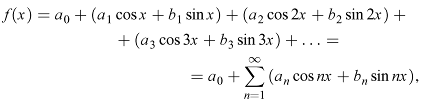 f(x) = a₀ + (a₁ cos x + b₁ sin x) + (a₂ cos 2x + b₂ sin 2x) +
+ (a₃ cos 3x + b₃ sin 3x) + ... =
= a₀ + ∑_{n=1}^{∞} (aₙ cos nx + bₙ sin nx),